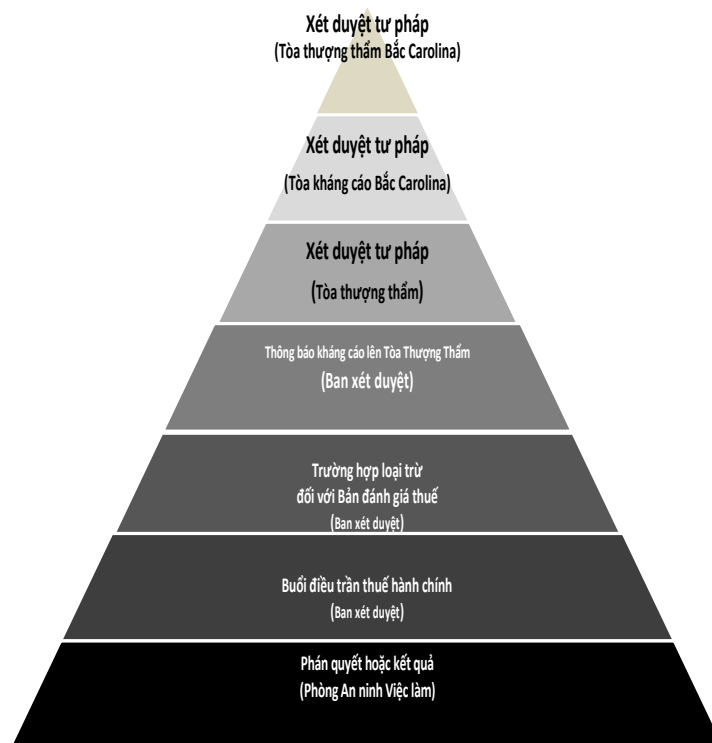 Xét duyệt tư pháp
(Tòa thượng thẩm Bắc Carolina)
Xét duyệt tư pháp
(Tòa kháng cáo Bắc Carolina)
Xét duyệt tư pháp
(Tòa thượng thẩm)
Thông báo kháng cáo lên Tòa Thượng Thẩm
(Ban xét duyệt)
Trường hợp loại trừ
đối với Bản đánh giá thuế
(Ban xét duyệt)
Buổi điều trần thuế hành chính
(Ban xét duyệt)
Phán quyết hoặc kết quả
(Phòng An ninh Việc làm)